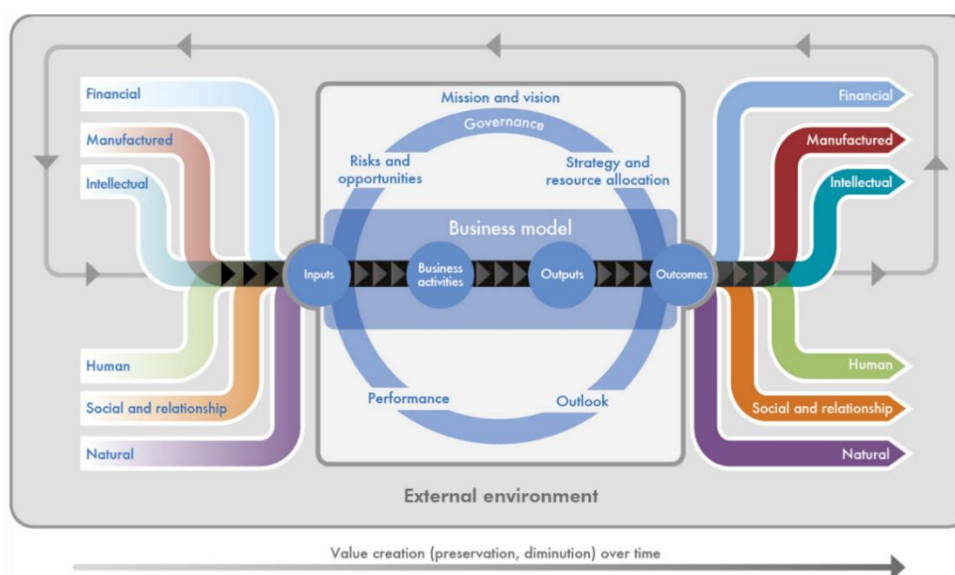 Financial
Manufactured
Intellectual
Human
Social and relationship
Natural
Mission and vision
Governance
Risks and
opportunities
Strategy and
resource allocation
Business model
Inputs
Business
activities
Outputs
Outcomes
Performance
Outlook
Financial
Manufactured
Intellectual
Human
Social and relationship
Natural
External environment
Value creation (preservation, diminution) over time